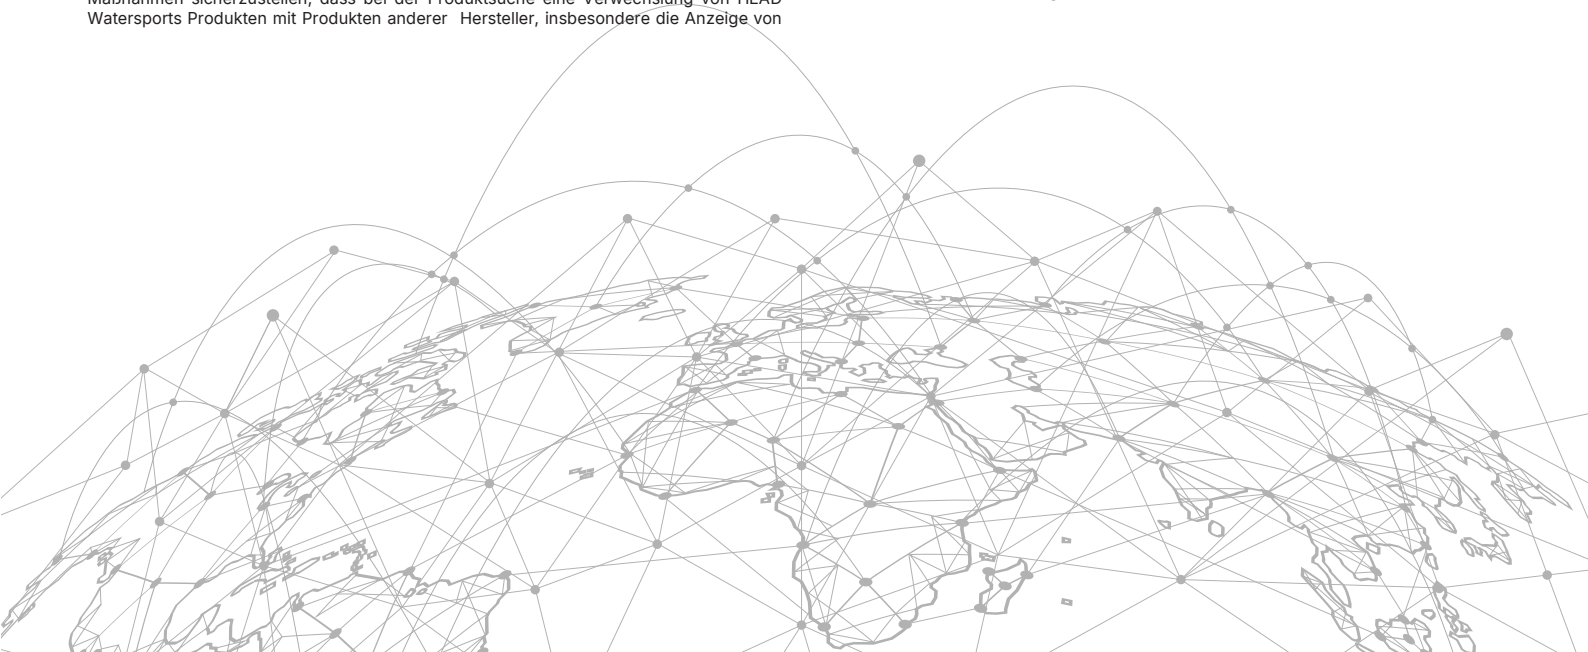 Maßnahmen sicherzustellen, dass bei der Produktsuche eine Verwechslung von HEAD
Watersports Produkten mit Produkten anderer Hersteller, insbesondere die Anzeige von